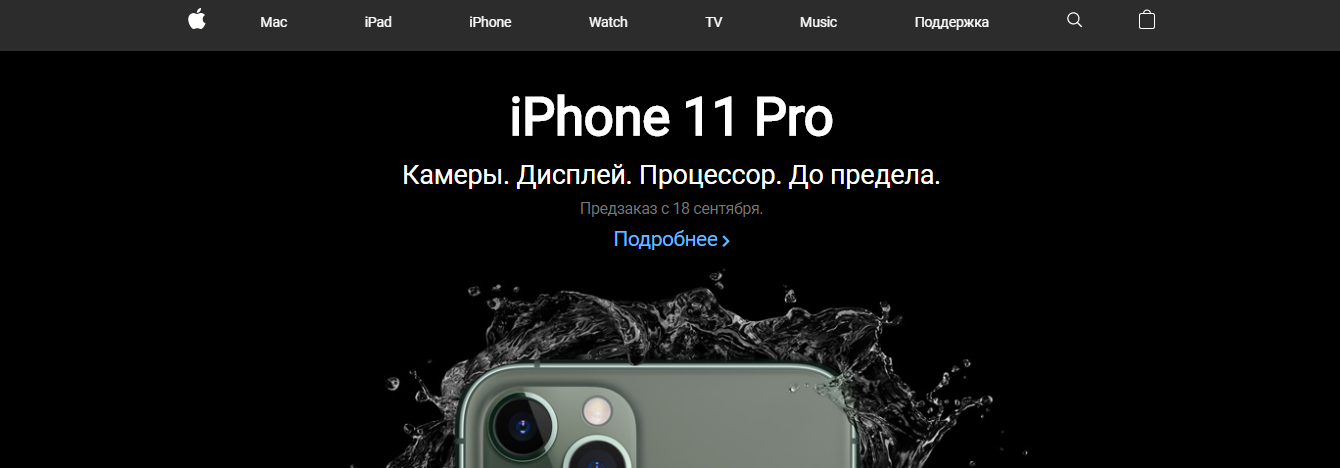 Mac iPad iPhone Watch TV Music Поддержка
iPhone 11 Pro
Камеры. Дисплей. Процессор. До предела.
Предзаказ с 18 сентября.
Подробнее